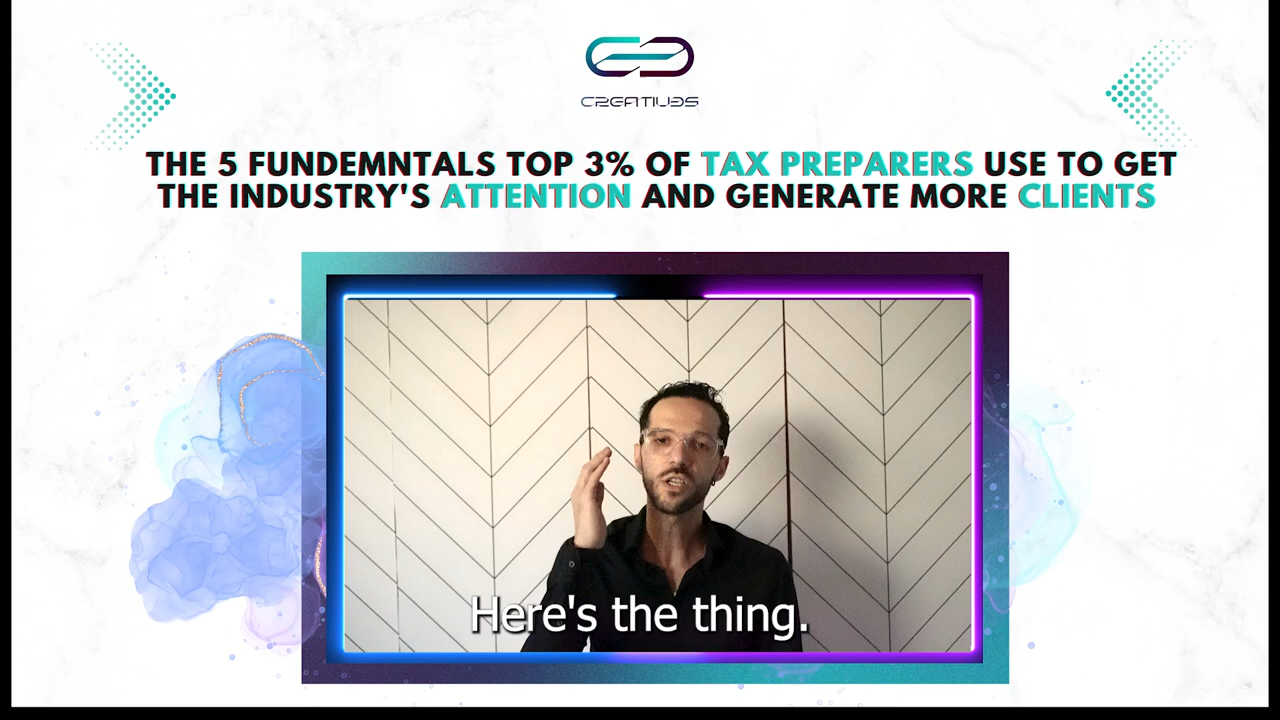 CREATIVES
THE 5 FUNDEMNTALS TOP 3% OF TAX PREPARERS USE TO GET
THE INDUSTRY'S ATTENTION AND GENERATE MORE CLIENTS
Here's the thing.